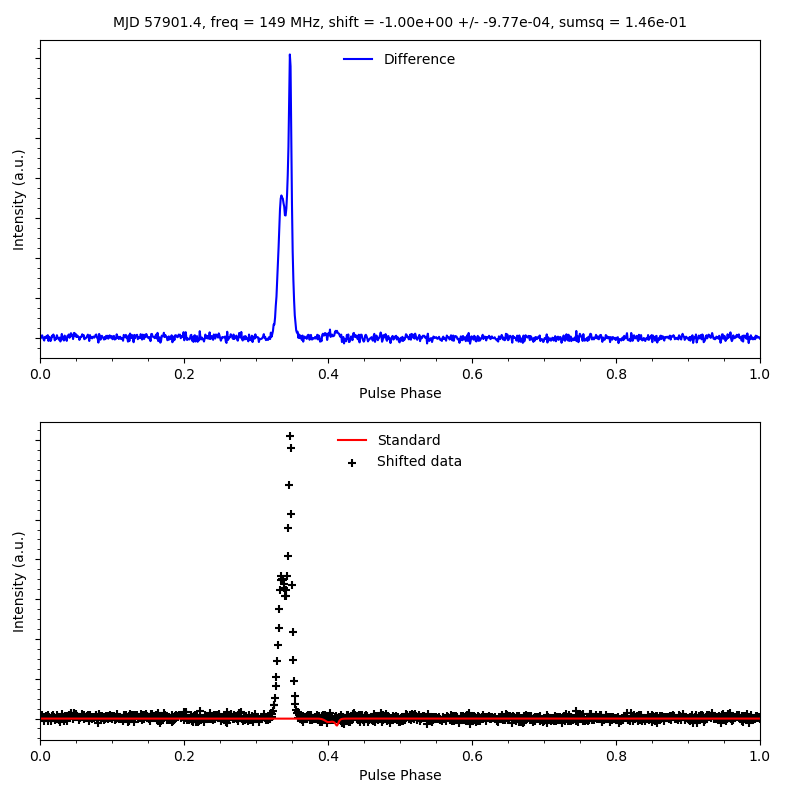 MJD 57901.4, freq = 149 MHz, shift = -1.00e+00 +/- -9.77e-04, sumsq = 1.46e-01
Difference
Intensity (a.u.)
0.0 0.2 0.4 0.6 0.8 1.0
Pulse Phase
Standard
Shifted data
Intensity (a.u.)
0.0 0.2 0.4 0.6 0.8 1.0
Pulse Phase